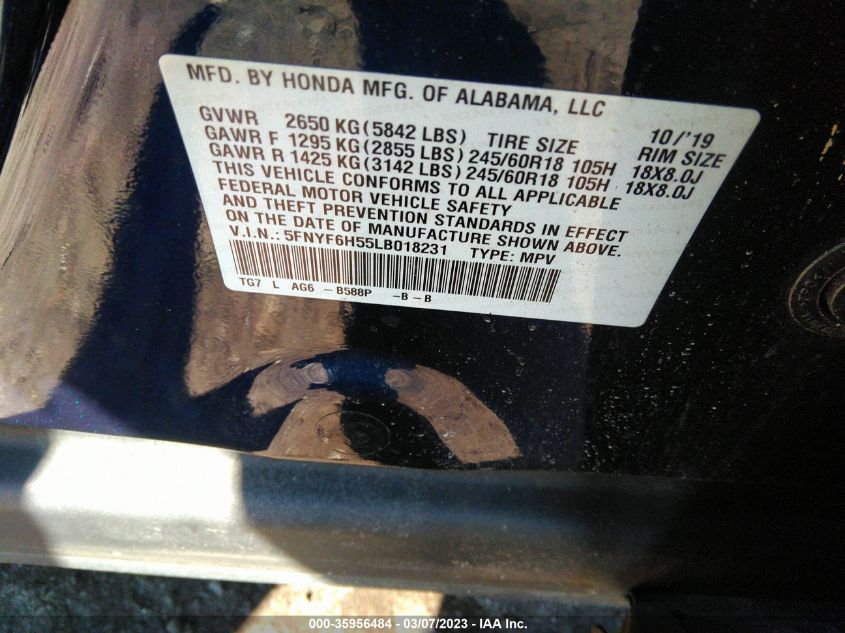 MFD. BY HONDA MFG. OF ALABAMA, LLC 10/'19
GVWR 2650 KG(5842 LBS) TIRE SIZE RIM SIZE
GAWR F 1295 KG(2855 LBS) 245/60R18 105H 18X8.0J
GAWR R 1425 KG(3142 LBS) 245/60R18 105H 18X8.0J
THIS VEHICLE CONFORMS TO ALL APPLICABLE
FEDERAL MOTOR VEHICLE SAFETY
AND THEFT PREVENTION STANDARDS IN EFFECT
ON THE DATE OF MANUFACTURE SHOWN ABOVE.
V.I.N.: 5FNYF6H55LB018231 TYPE: MPV
TG7 L AG6 -B588P -B-B
000-35956484 - 03/07/2023 - IAA Inc.